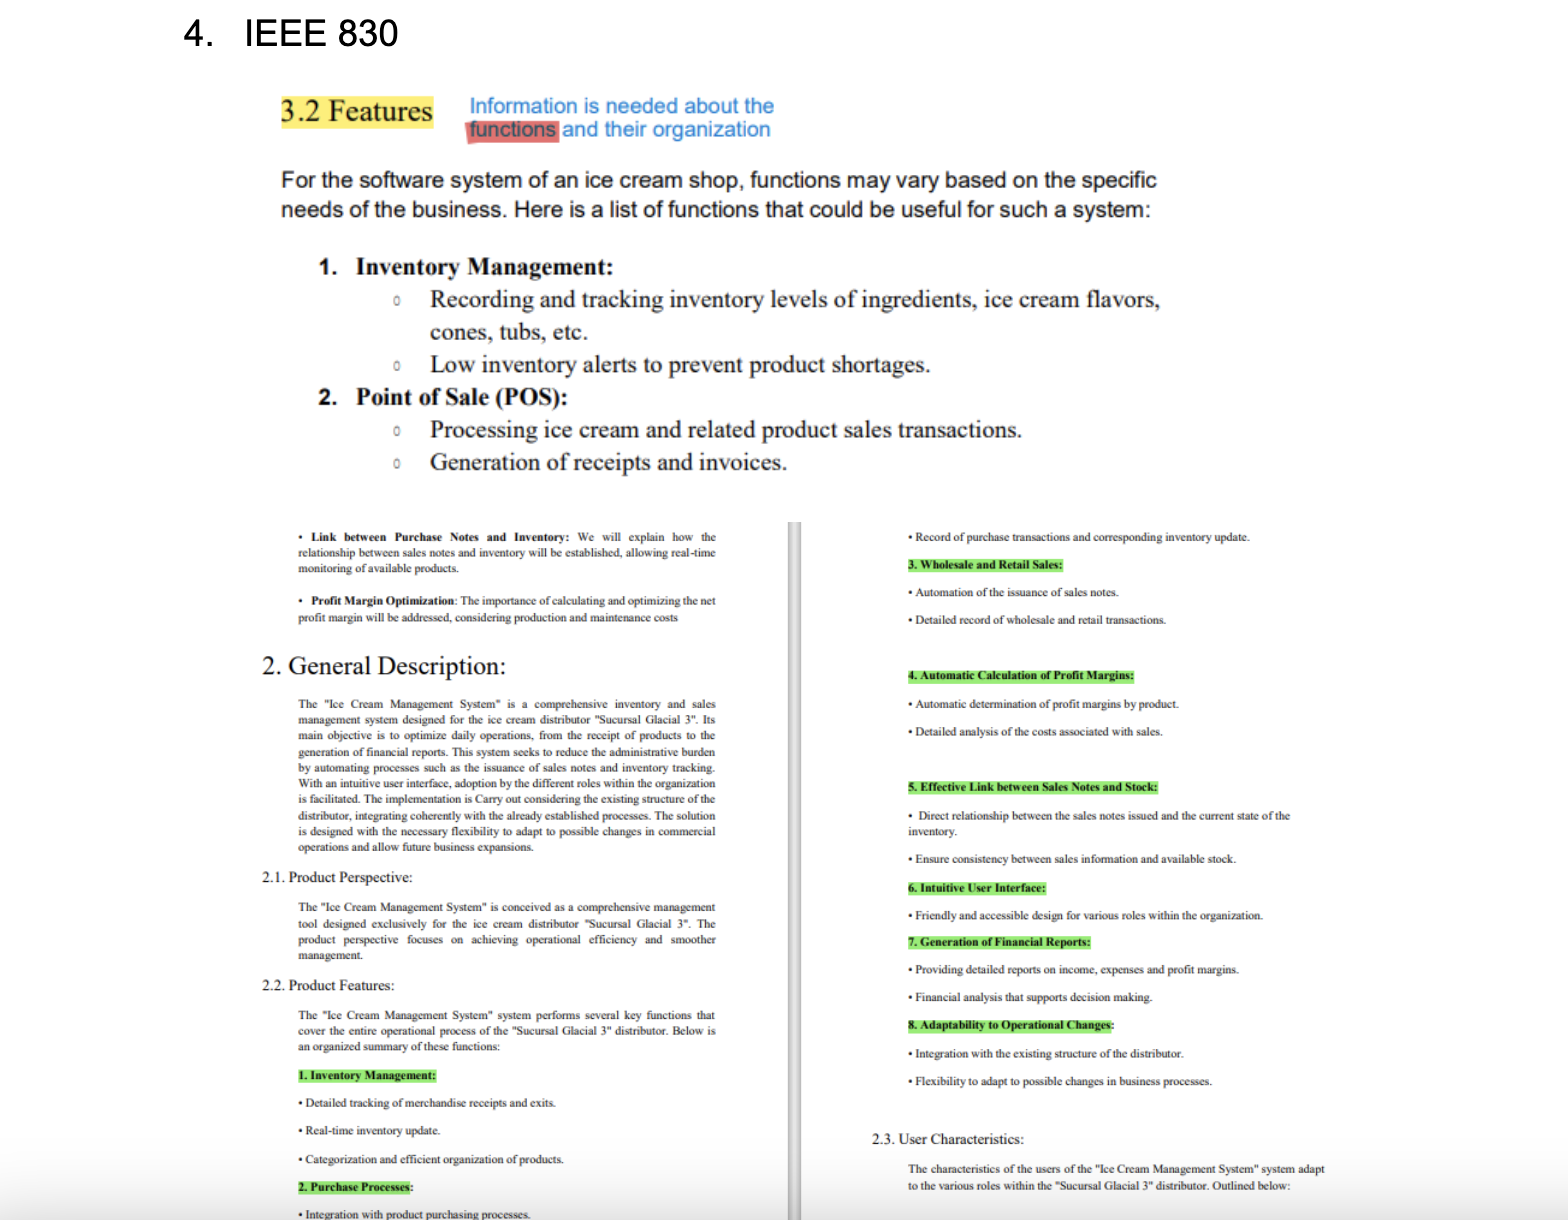 4. IEEE 830
3.2 Features
Information is needed about the
functions and their organization
For the software system of an ice cream shop, functions may vary based on the specific
needs of the business. Here is a list of functions that could be useful for such a system:
1. Inventory Management:
o Recording and tracking inventory levels of ingredients, ice cream flavors,
cones, tubs, etc.
o Low inventory alerts to prevent product shortages.
2. Point of Sale (POS):
o Processing ice cream and related product sales transactions.
o Generation of receipts and invoices.
• Link between Purchase Notes and Inventory: We will explain how the
relationship between sales notes and inventory will be established, allowing real-time
monitoring of available products.
• Profit Margin Optimization: The importance of calculating and optimizing the net
profit margin will be addressed, considering production and maintenance costs
2. General Description:
The "Ice Cream Management System" is a comprehensive inventory and sales
management system designed for the ice cream distributor "Sucursal Glacial 3". Its
main objective is to optimize daily operations, from the receipt of products to the
generation of financial reports. This system seeks to reduce the administrative burden
by automating processes such as the issuance of sales notes and inventory tracking.
With an intuitive user interface, adoption by the different roles within the organization
is facilitated. The implementation is Carry out considering the existing structure of the
distributor, integrating coherently with the already established processes. The solution
is designed with the necessary flexibility to adapt to possible changes in commercial
operations and allow future business expansions.
2.1. Product Perspective:
The "Ice Cream Management System" is conceived as a comprehensive management
tool designed exclusively for the ice cream distributor "Sucursal Glacial 3". The
product perspective focuses on achieving operational efficiency and smoother
management.
2.2. Product Features:
The "Ice Cream Management System" system performs several key functions that
cover the entire operational process of the "Sucursal Glacial 3" distributor. Below is
an organized summary of these functions:
1. Inventory Management:
• Detailed tracking of merchandise receipts and exits.
• Real-time inventory update.
• Categorization and efficient organization of products.
2. Purchase Processes:
• Integration with product purchasing processes.
• Record of purchase transactions and corresponding inventory update.
3. Wholesale and Retail Sales:
• Automation of the issuance of sales notes.
• Detailed record of wholesale and retail transactions.
4. Automatic Calculation of Profit Margins:
• Automatic determination of profit margins by product.
• Detailed analysis of the costs associated with sales.
5. Effective Link between Sales Notes and Stock:
• Direct relationship between the sales notes issued and the current state of the
inventory.
• Ensure consistency between sales information and available stock.
6. Intuitive User Interface:
• Friendly and accessible design for various roles within the organization.
7. Generation of Financial Reports:
• Providing detailed reports on income, expenses and profit margins.
• Financial analysis that supports decision making.
8. Adaptability to Operational Changes:
• Integration with the existing structure of the distributor.
• Flexibility to adapt to possible changes in business processes.
2.3. User Characteristics:
The characteristics of the users of the "Ice Cream Management System" system adapt
to the various roles within the "Sucursal Glacial 3" distributor. Outlined below: